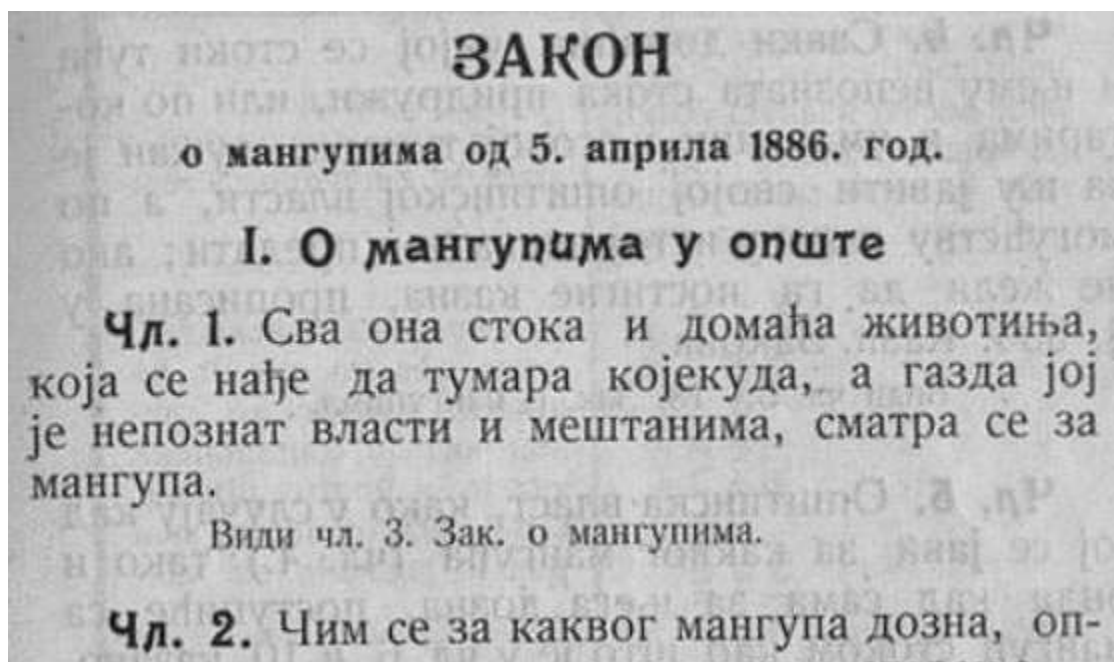 ЗАКОН
о мангупима од 5. априла 1886. год.
I. О мангупима у опште
Чл. 1. Сва она стока и домаћа животиња,
која се нађе да тумара којекуда, а газда јој
је непознат власти и мештанима, сматра се за
мангупа.
Види чл. 3. Зак. о мангупима.
Чл. 2. Чим се за каквог мангупа дозна, оп-